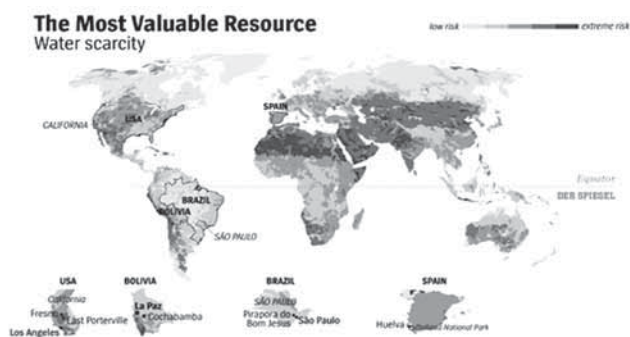 The Most Valuable Resource
Water scarcity
low risk
extreme risk
CALIFORNIA
USA
SPAIN
Equator
DER SPIEGEL
BRAZIL
BOLIVIA
SÃO PAULO
USA
California
Fresno
East Porterville
Los Angeles
BOLIVIA
La Paz
Cochabamba
BRAZIL
SÃO PAULO
Pirapora do
Bom Jesus
São Paulo
SPAIN
Huelva
Doñana National Park